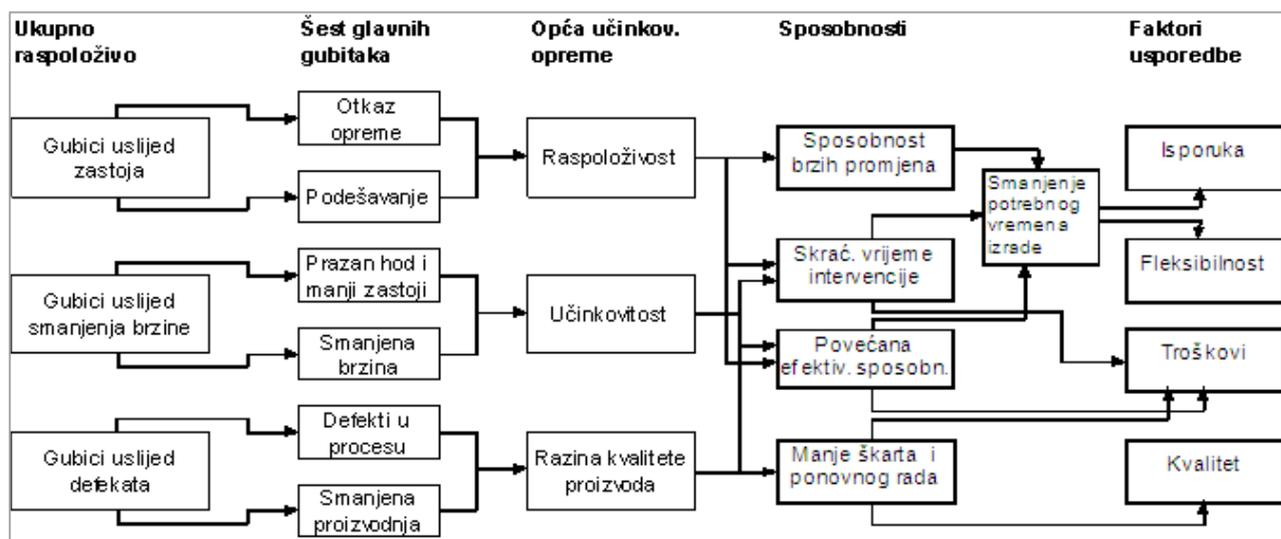 Ukupno
raspoloživo
Šest glavnih
gubitaka
Opća učinkov.
opreme
Sposobnosti
Faktori
usporedbe
Gubici uslijed
zastoja
Otkaz
opreme
Podešavanje
Raspoloživost
Sposobnost
brzih promjena
Smanjenje
potrebnog
vremena
izrade
Isporuka
Gubici uslijed
smanjenja brzine
Prazan hod i
manji zastoji
Smanjena
brzina
Učinkovitost
Skrać. vrijeme
intervencije
Povećana
efektiv. sposobn.
Fleksibilnost
Troškovi
Gubici uslijed
defekata
Defekti u
procesu
Smanjena
proizvodnja
Razina kvalitete
proizvoda
Manje škarta i
ponovnog rada
Kvalitet